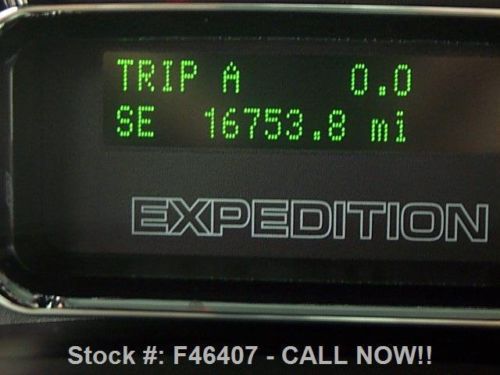 TRIP A 0.0
SE 16753.8 mi
EXPEDITION
Stock #: F46407 - CALL NOW!!